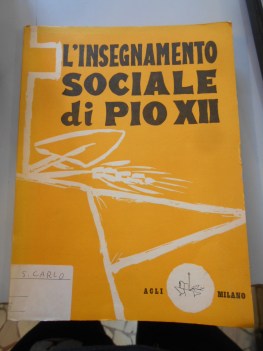 L'INSEGNAMENTO
SOCIALE
di PIO XII
S. CARLO
ACLI MILANO